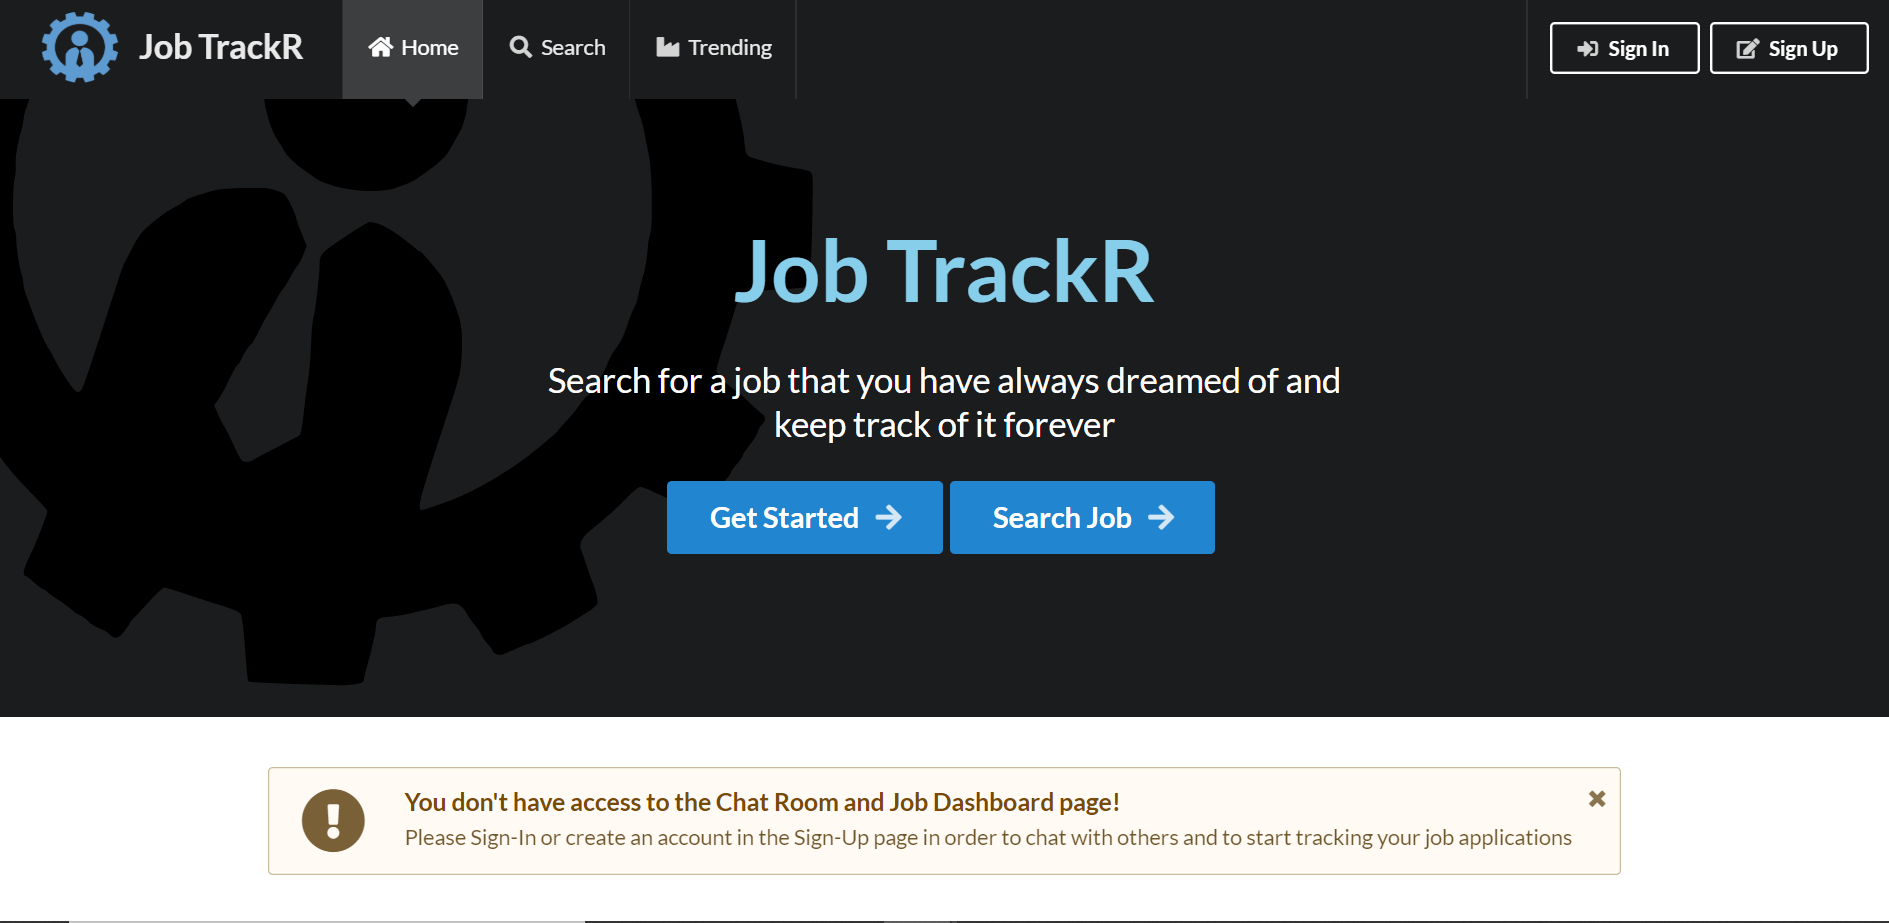 Job TrackR
Home
Search
Trending
Sign In
Sign Up
Job TrackR
Search for a job that you have always dreamed of and
keep track of it forever
Get Started
Search Job
You don't have access to the Chat Room and Job Dashboard page!
Please Sign-In or create an account in the Sign-Up page in order to chat with others and to start tracking your job applications